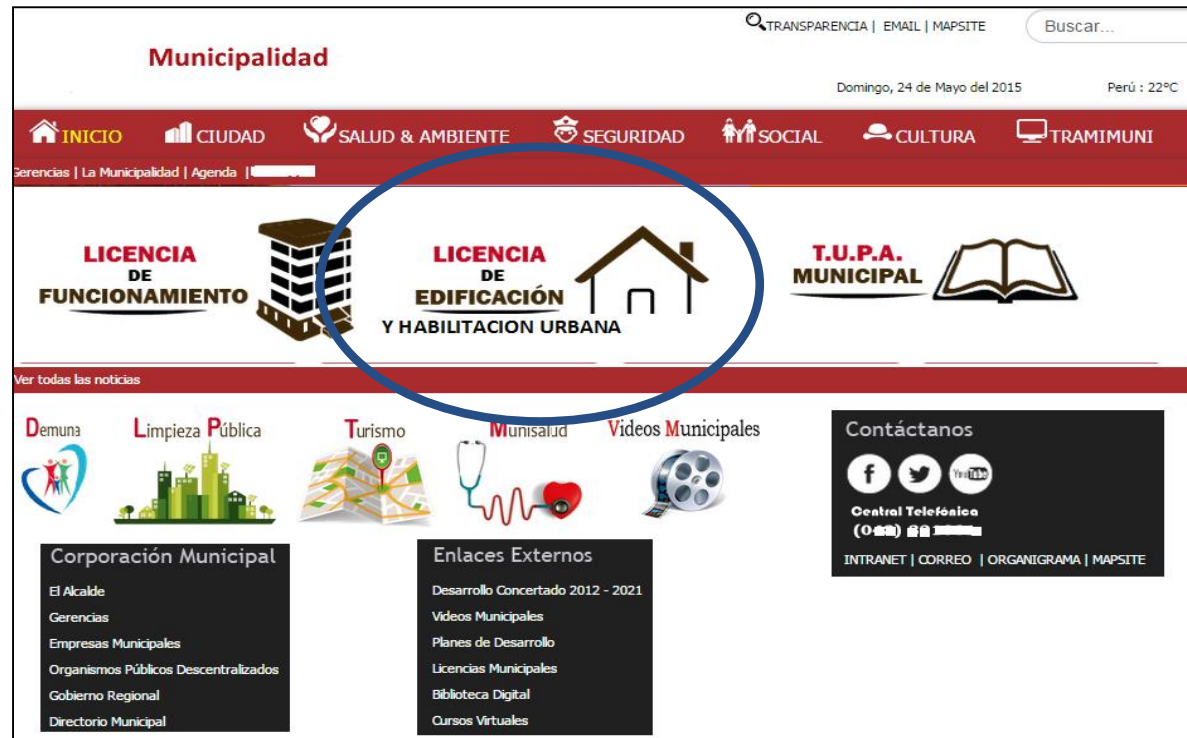 TRANSPARENCIA | EMAIL | MAPSITE
Buscar...
Municipalidad
Domingo, 24 de Mayo del 2015
Perú : 22°C
INICIO
CIUDAD
SALUD & AMBIENTE
SEGURIDAD
SOCIAL
CULTURA
TRAMIMUNI
Gerencias | La Municipalidad | Agenda |
LICENCIA
DE
FUNCIONAMIENTO
LICENCIA
DE
EDIFICACIÓN
Y HABILITACION URBANA
T.U.P.A.
MUNICIPAL
Ver todas las noticias
Demuna
Limpieza Pública
Turismo
Munisalud
Videos Municipales
Contáctanos
YouTube
Central Telefónica
INTRANET | CORREO | ORGANIGRAMA | MAPSITE
Corporación Municipal
El Alcalde
Gerencias
Empresas Municipales
Organismos Públicos Descentralizados
Gobierno Regional
Directorio Municipal
Enlaces Externos
Desarrollo Concertado 2012 - 2021
Videos Municipales
Planes de Desarrollo
Licencias Municipales
Biblioteca Digital
Cursos Virtuales